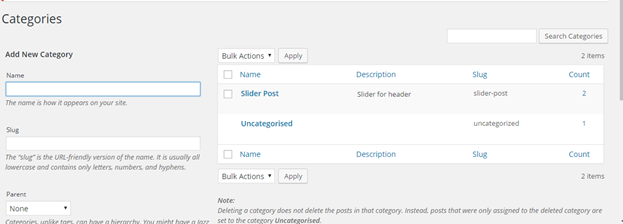 Categories
Search Categories
Add New Category
Bulk Actions Apply 2 items
Name Description Slug Count
Name
Slider Post Slider for header slider-post 2
The name is how it appears on your site.
Uncategorised uncategorized 1
Slug
The "slug" is the URL-friendly version of the name. It is usually all
lowercase and contains only letters, numbers, and hyphens.
Name Description Slug Count
Bulk Actions Apply 2 items
Parent
None
Note:
Deleting a category does not delete the posts in that category. Instead, posts that were only assigned to the deleted category are
set to the category Uncategorised.
Categories, unlike tags, can have a hierarchy. You might have a Jazz